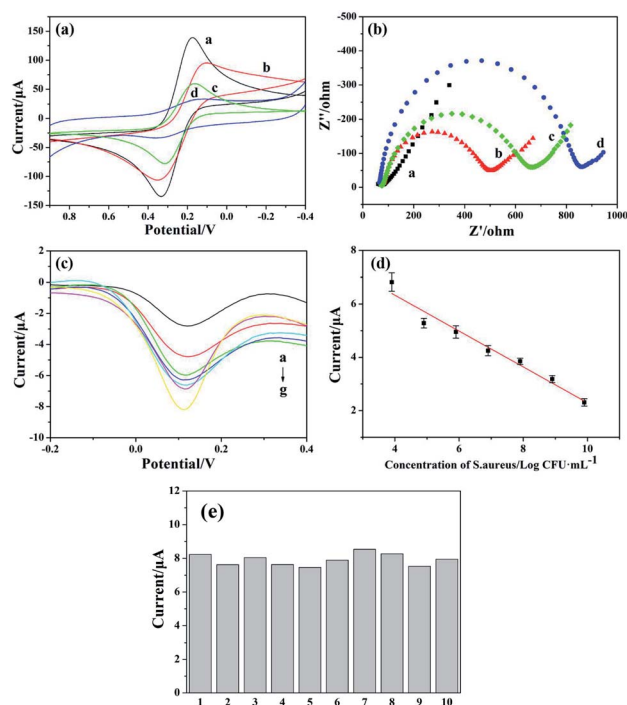 (a)
a
b
c
d
Current/μA
150
100
50
0
-50
-100
-150
0.8
0.6
0.4
0.2
0.0
-0.2
-0.4
Potential/V
(b)
Z''/ohm
-500
-400
-300
-200
-100
0
a
b
c
d
0
200
400
600
800
1000
Z'/ohm
(c)
Current/μA
2
0
-2
-4
-6
-8
-10
a
g
-0.2
0.0
0.2
0.4
Potential/V
(d)
Current/μA
8
6
4
2
4
5
6
7
8
9
10
Concentration of S.aureus/Log CFU·mL-1
(e)
Current/μA
12
10
8
6
4
2
0
1 2 3 4 5 6 7 8 9 10